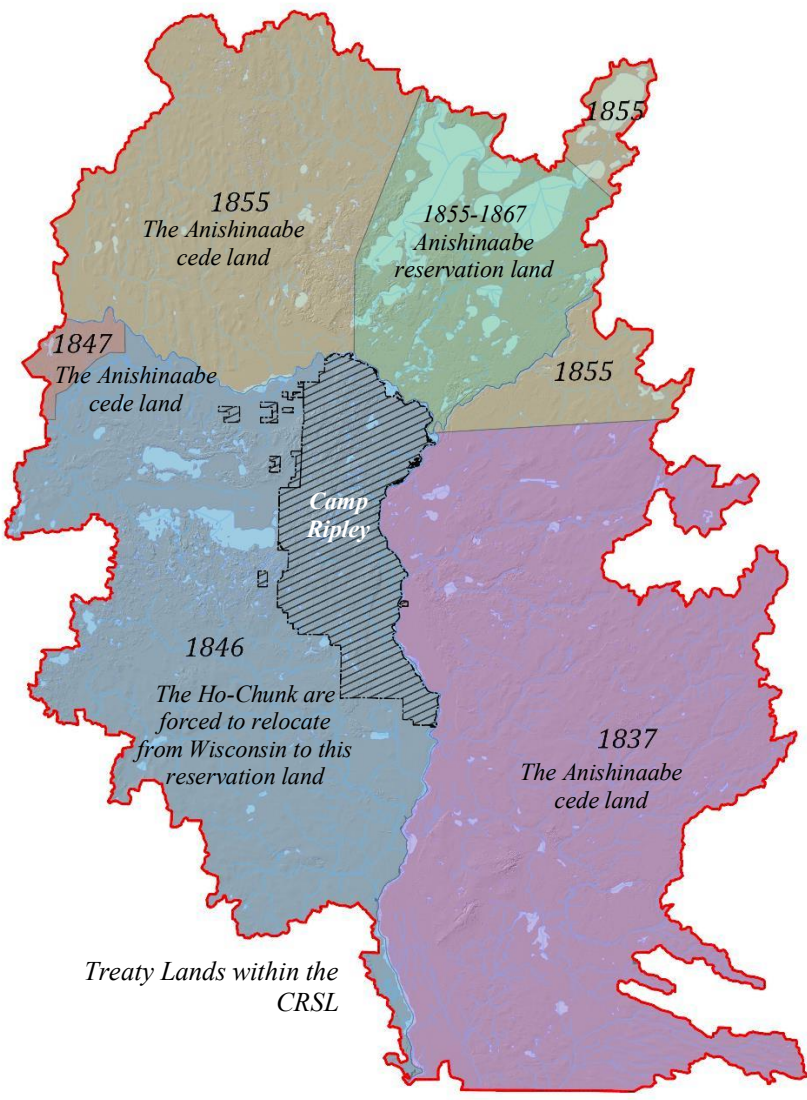 1855
1855
The Anishinaabe
cede land
1855-1867
Anishinaabe
reservation land
1847
The Anishinaabe
cede land
1855
Camp
Ripley
1846
The Ho-Chunk are
forced to relocate
from Wisconsin to this
reservation land
1837
The Anishinaabe
cede land
Treaty Lands within the
CRSL